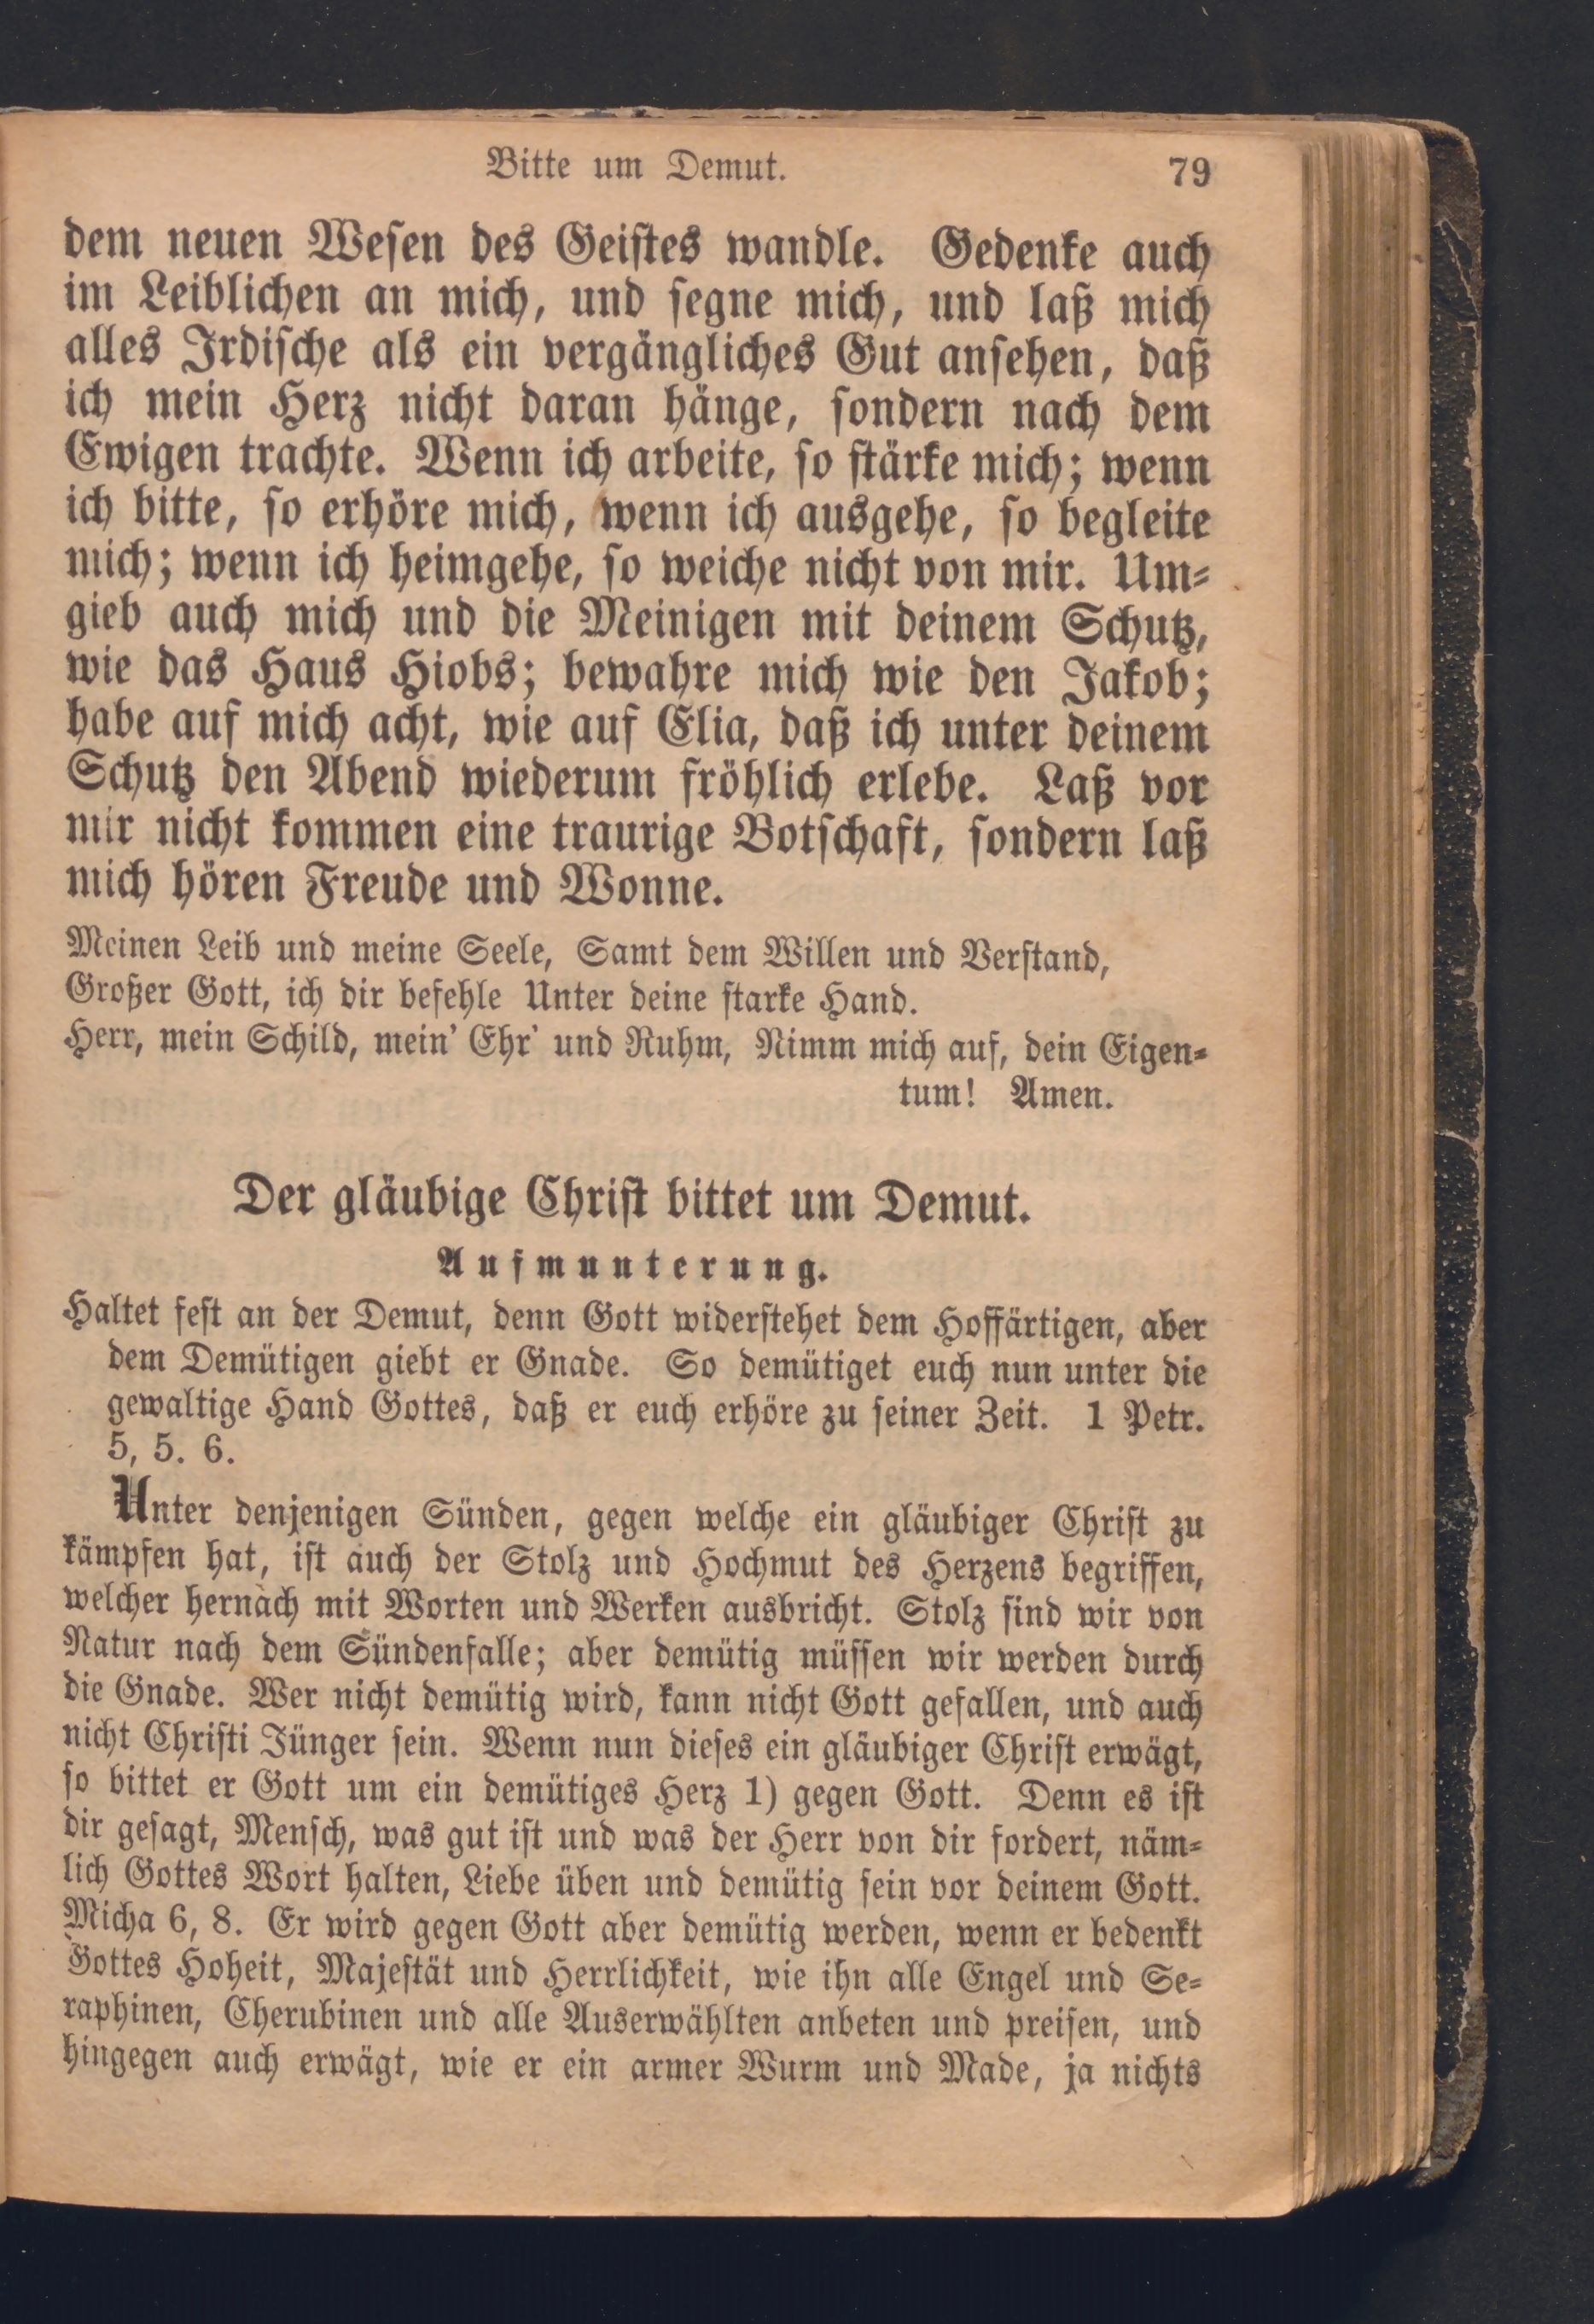 Bitte um Demut. 79
dem neuen Wesen des Geistes wandle. Gedenke auch
im Leiblichen an mich, und segne mich, und laß mich
alles Irdische als ein vergängliches Gut ansehen, daß
ich mein Herz nicht daran hänge, sondern nach dem
Ewigen trachte. Wenn ich arbeite, so stärke mich; wenn
ich bitte, so erhöre mich, wenn ich ausgehe, so begleite
mich; wenn ich heimgehe, so weiche nicht von mir. Um-
gieb auch mich und die Meinigen mit deinem Schutz,
wie das Haus Hiobs; bewahre mich wie den Jakob;
habe auf mich acht, wie auf Elia, daß ich unter deinem
Schutz den Abend wiederum fröhlich erlebe. Laß vor
mir nicht kommen eine traurige Botschaft, sondern laß
mich hören Freude und Wonne.
Meinen Leib und meine Seele, Samt dem Willen und Verstand,
Großer Gott, ich dir befehle Unter deine starke Hand.
Herr, mein Schild, mein' Ehr' und Ruhm, Nimm mich auf, dein Eigen-
tum! Amen.
Der gläubige Christ bittet um Demut.
Aufmunterung.
Haltet fest an der Demut, denn Gott widerstehet dem Hoffärtigen, aber
dem Demütigen giebt er Gnade. So demütiget euch nun unter die
gewaltige Hand Gottes, daß er euch erhöre zu seiner Zeit. 1 Petr.
5, 5. 6.
Unter denjenigen Sünden, gegen welche ein gläubiger Christ zu
kämpfen hat, ist auch der Stolz und Hochmut des Herzens begriffen,
welcher hernach mit Worten und Werken ausbricht. Stolz sind wir von
Natur nach dem Sündenfalle; aber demütig müssen wir werden durch
die Gnade. Wer nicht demütig wird, kann nicht Gott gefallen, und auch
nicht Christi Jünger sein. Wenn nun dieses ein gläubiger Christ erwägt,
so bittet er Gott um ein demütiges Herz 1) gegen Gott. Denn es ist
dir gesagt, Mensch, was gut ist und was der Herr von dir fordert, näm-
lich Gottes Wort halten, Liebe üben und demütig sein vor deinem Gott.
Micha 6, 8. Er wird gegen Gott aber demütig werden, wenn er bedenkt
Gottes Hoheit, Majestät und Herrlichkeit, wie ihn alle Engel und Se-
raphinen, Cherubinen und alle Auserwählten anbeten und preisen, und
hingegen auch erwägt, wie er ein armer Wurm und Made, ja nichts